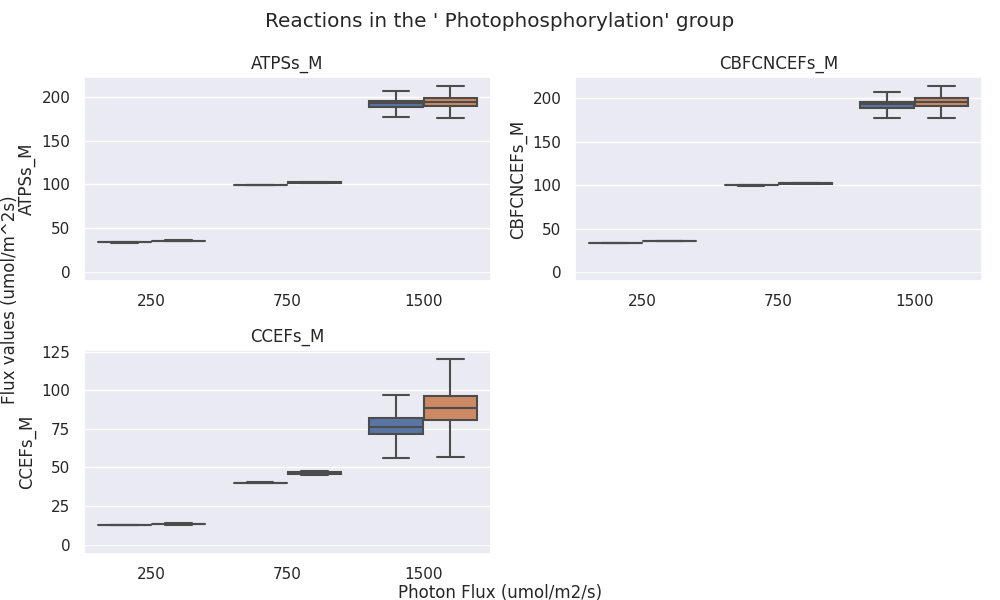 Reactions in the ' Photophosphorylation' group
ATPSs_M
CBFCNCEFs_M
200
150
100
50
0
ATPSs_M
250
750
1500
200
150
100
50
0
CBFCNCEFs_M
250
750
1500
Flux values (umol/m^2s)
CCEFs_M
125
100
75
50
25
0
CCEFs_M
250
750
1500
Photon Flux (umol/m2/s)